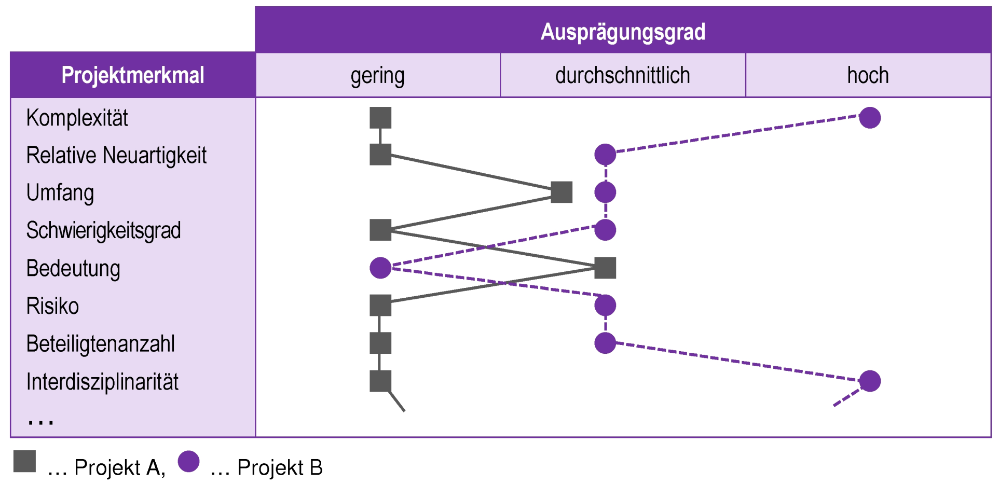 Ausprägungsgrad
Projektmerkmal gering durchschnittlich hoch
Komplexität
Relative Neuartigkeit
Umfang
Schwierigkeitsgrad
Bedeutung
Risiko
Beteiligtenanzahl
Interdisziplinarität
…
… Projekt A, … Projekt B